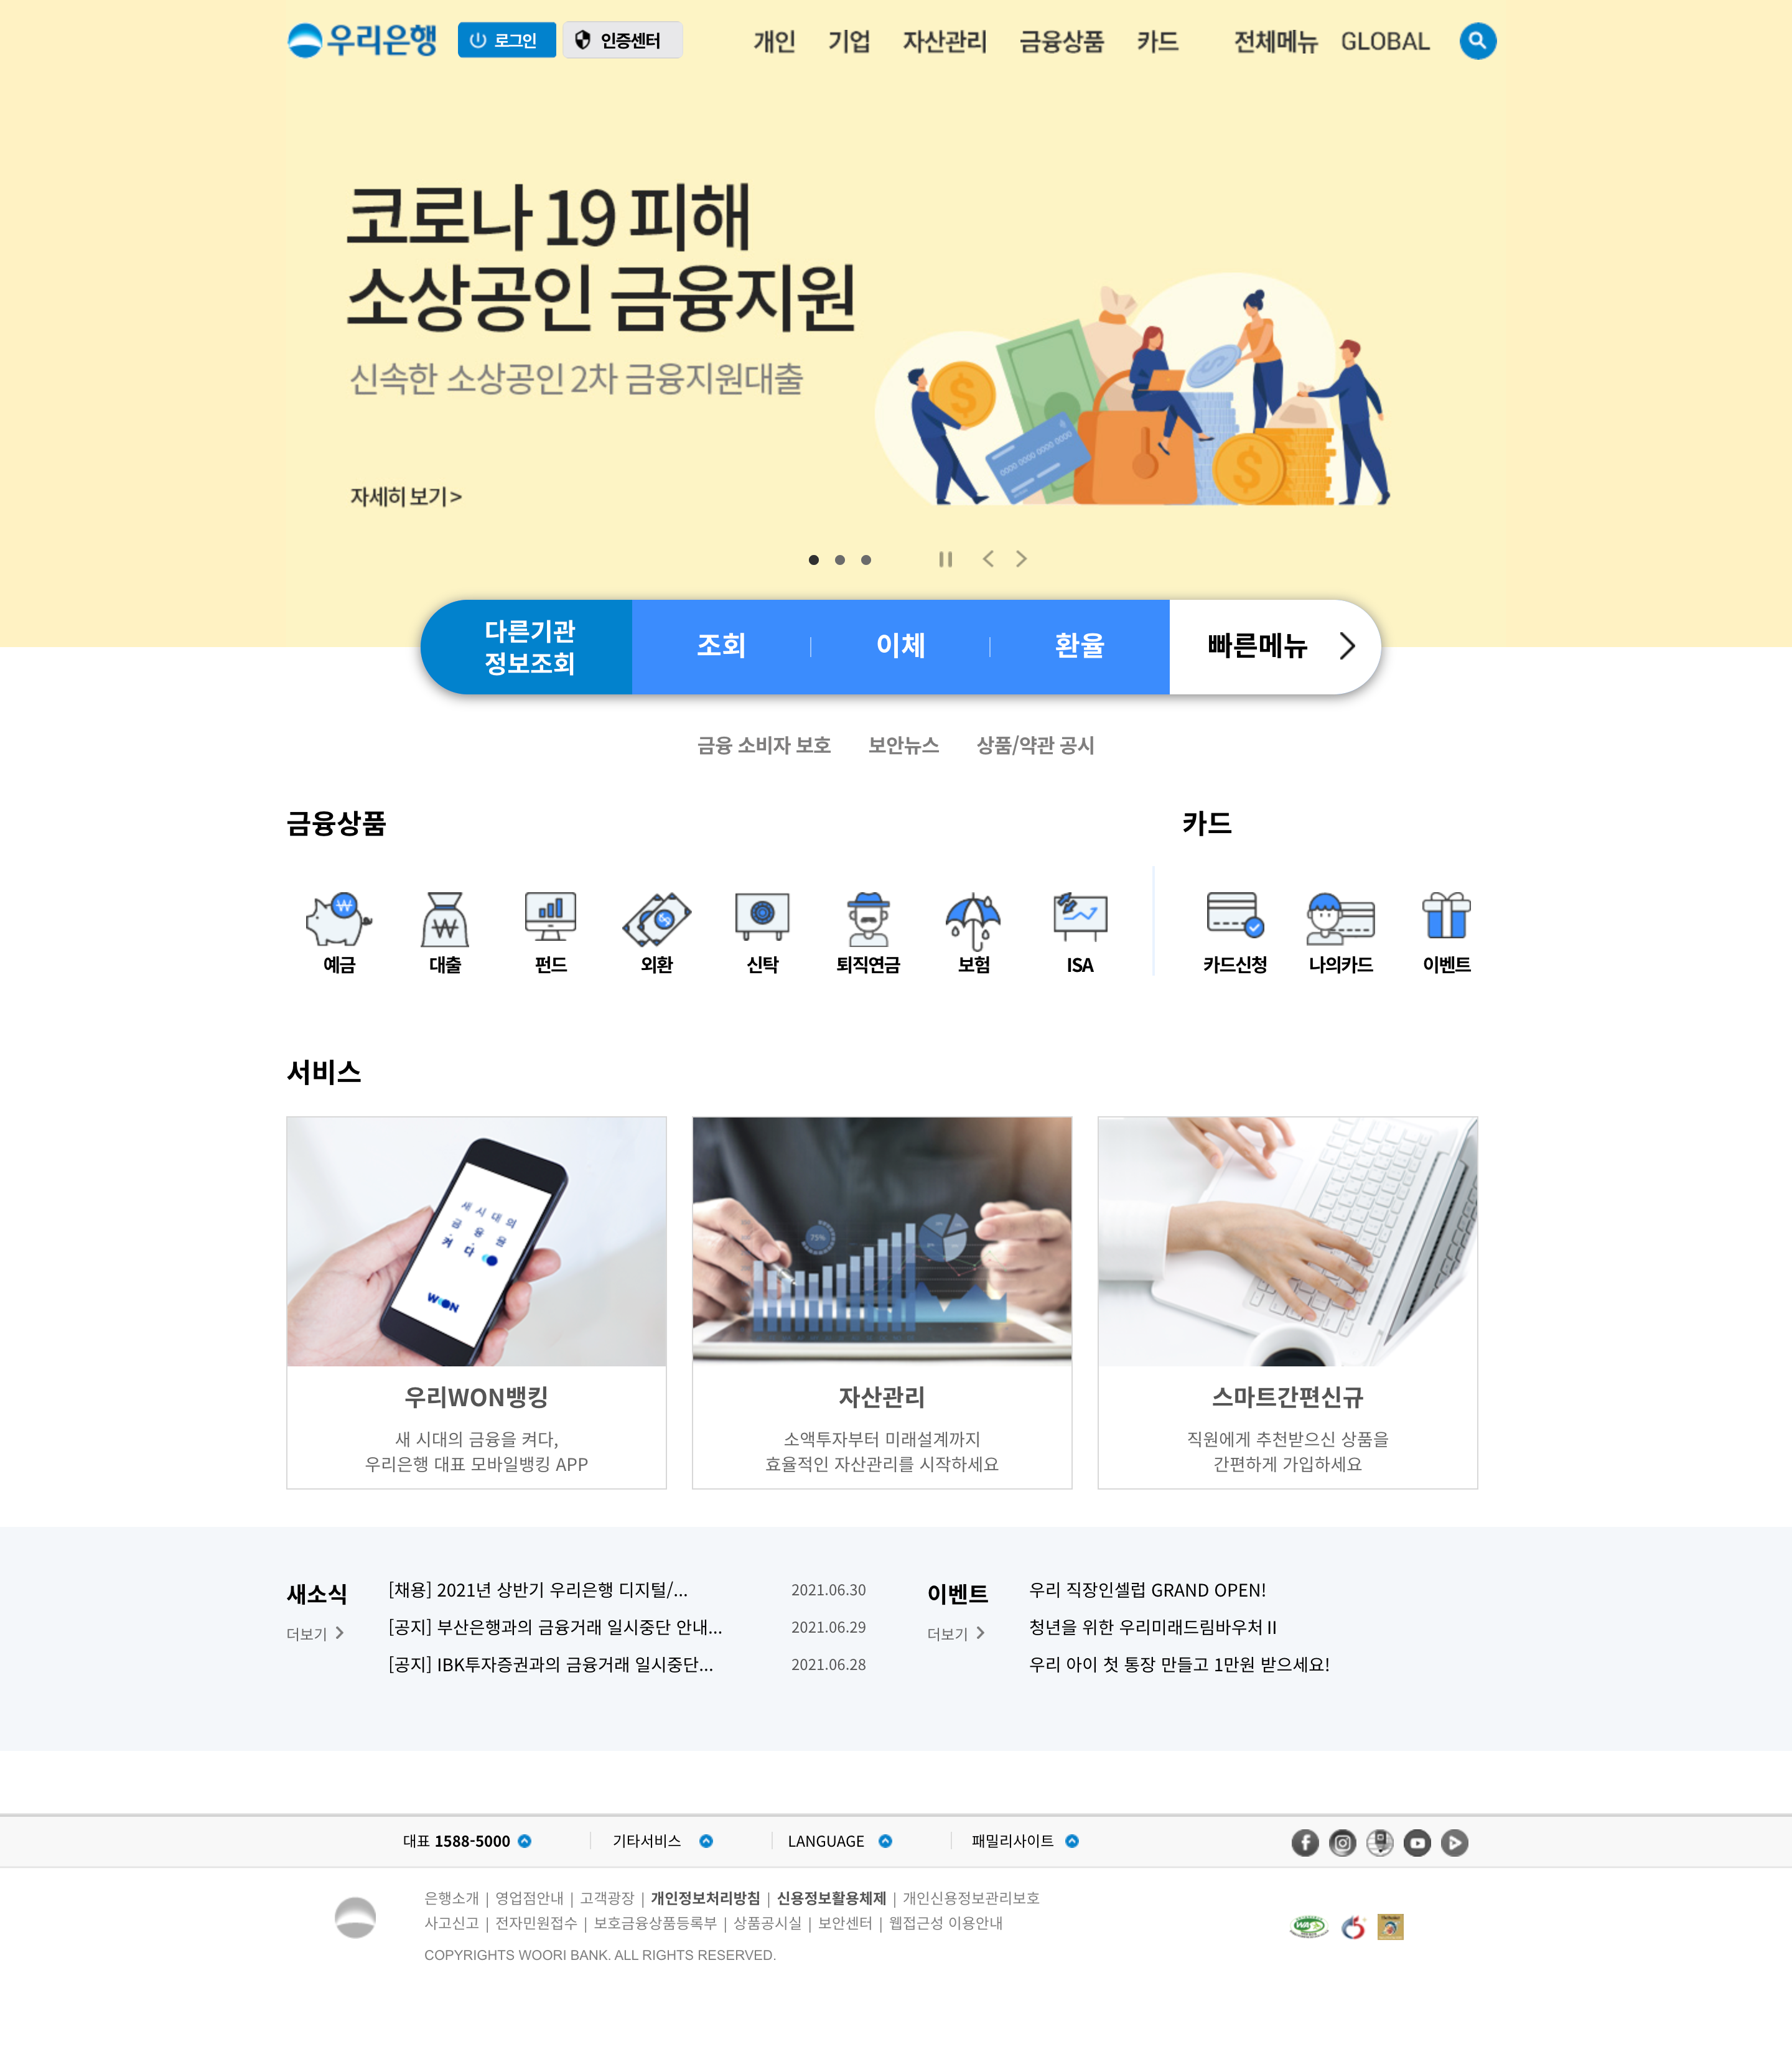 우리은행 로그인 인증센터 개인 기업 자산관리 금융상품 카드 전체메뉴 GLOBAL
코로나 19 피해
소상공인 금융지원
신속한 소상공인 2차 금융지원대출
0000 0000 0000 0000
자세히 보기 >
다른기관
정보조회
조회 이체 환율 빠른메뉴
금융 소비자 보호 보안뉴스 상품/약관 공시
금융상품 카드
예금 대출 펀드 외환 신탁 퇴직연금 보험 ISA 카드신청 나의카드 이벤트
서비스
새 시대의
금융을
켜다
WON
75%
우리WON뱅킹
새 시대의 금융을 켜다,
우리은행 대표 모바일뱅킹 APP
자산관리
소액투자부터 미래설계까지
효율적인 자산관리를 시작하세요
스마트간편신규
직원에게 추천받으신 상품을
간편하게 가입하세요
새소식
더보기
[채용] 2021년 상반기 우리은행 디지털/... 2021.06.30
[공지] 부산은행과의 금융거래 일시중단 안내... 2021.06.29
[공지] IBK투자증권과의 금융거래 일시중단... 2021.06.28
이벤트
더보기
우리 직장인셀럽 GRAND OPEN!
청년을 위한 우리미래드림바우처Ⅱ
우리 아이 첫 통장 만들고 1만원 받으세요!
대표 1588-5000 기타서비스 LANGUAGE 패밀리사이트
은행소개 | 영업점안내 | 고객광장 | 개인정보처리방침 | 신용정보활용체제 | 개인신용정보관리보호
사고신고 | 전자민원접수 | 보호금융상품등록부 | 상품공시실 | 보안센터 | 웹접근성 이용안내
COPYRIGHTS WOORI BANK. ALL RIGHTS RESERVED.
WA